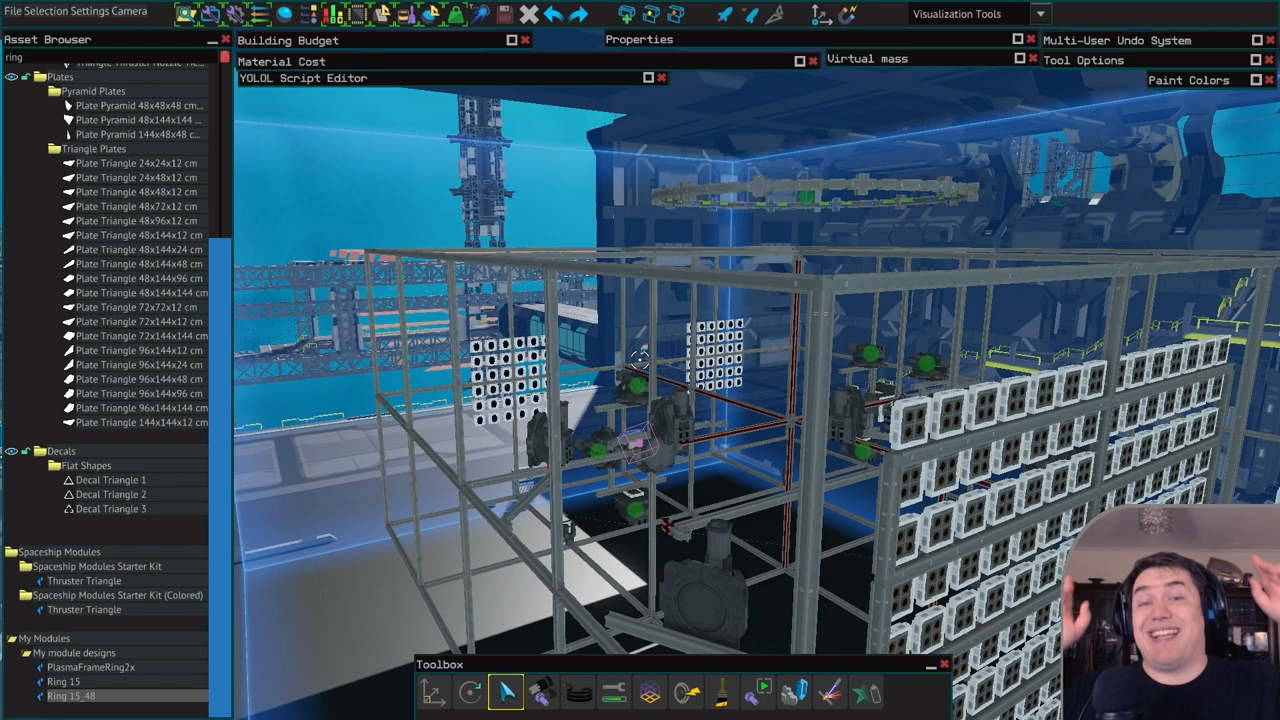 File Selection Settings Camera
Visualization Tools
Asset Browser
Building Budget
Properties
Multi-User Undo System
ring
Material Cost
Virtual mass
Tool Options
YOLOL Script Editor
Paint Colors
Plates
Pyramid Plates
Plate Pyramid 48x48x48 cm...
Plate Pyramid 48x144x144 ...
Plate Pyramid 144x48x48 c...
Triangle Plates
Plate Triangle 24x24x12 cm
Plate Triangle 24x48x12 cm
Plate Triangle 48x48x12 cm
Plate Triangle 48x72x12 cm
Plate Triangle 48x96x12 cm
Plate Triangle 48x144x12 cm
Plate Triangle 48x144x24 cm
Plate Triangle 48x144x48 cm
Plate Triangle 48x144x96 cm
Plate Triangle 48x144x144 cm
Plate Triangle 72x72x12 cm
Plate Triangle 72x144x12 cm
Plate Triangle 72x144x144 cm
Plate Triangle 96x144x12 cm
Plate Triangle 96x144x24 cm
Plate Triangle 96x144x48 cm
Plate Triangle 96x144x96 cm
Plate Triangle 96x144x144 cm
Plate Triangle 144x144x12 cm
Decals
Flat Shapes
Decal Triangle 1
Decal Triangle 2
Decal Triangle 3
Spaceship Modules
Spaceship Modules Starter Kit
Thruster Triangle
Spaceship Modules Starter Kit (Colored)
Thruster Triangle
My Modules
My module designs
PlasmaFrameRing2x
Ring 15
Ring 15_48
Toolbox